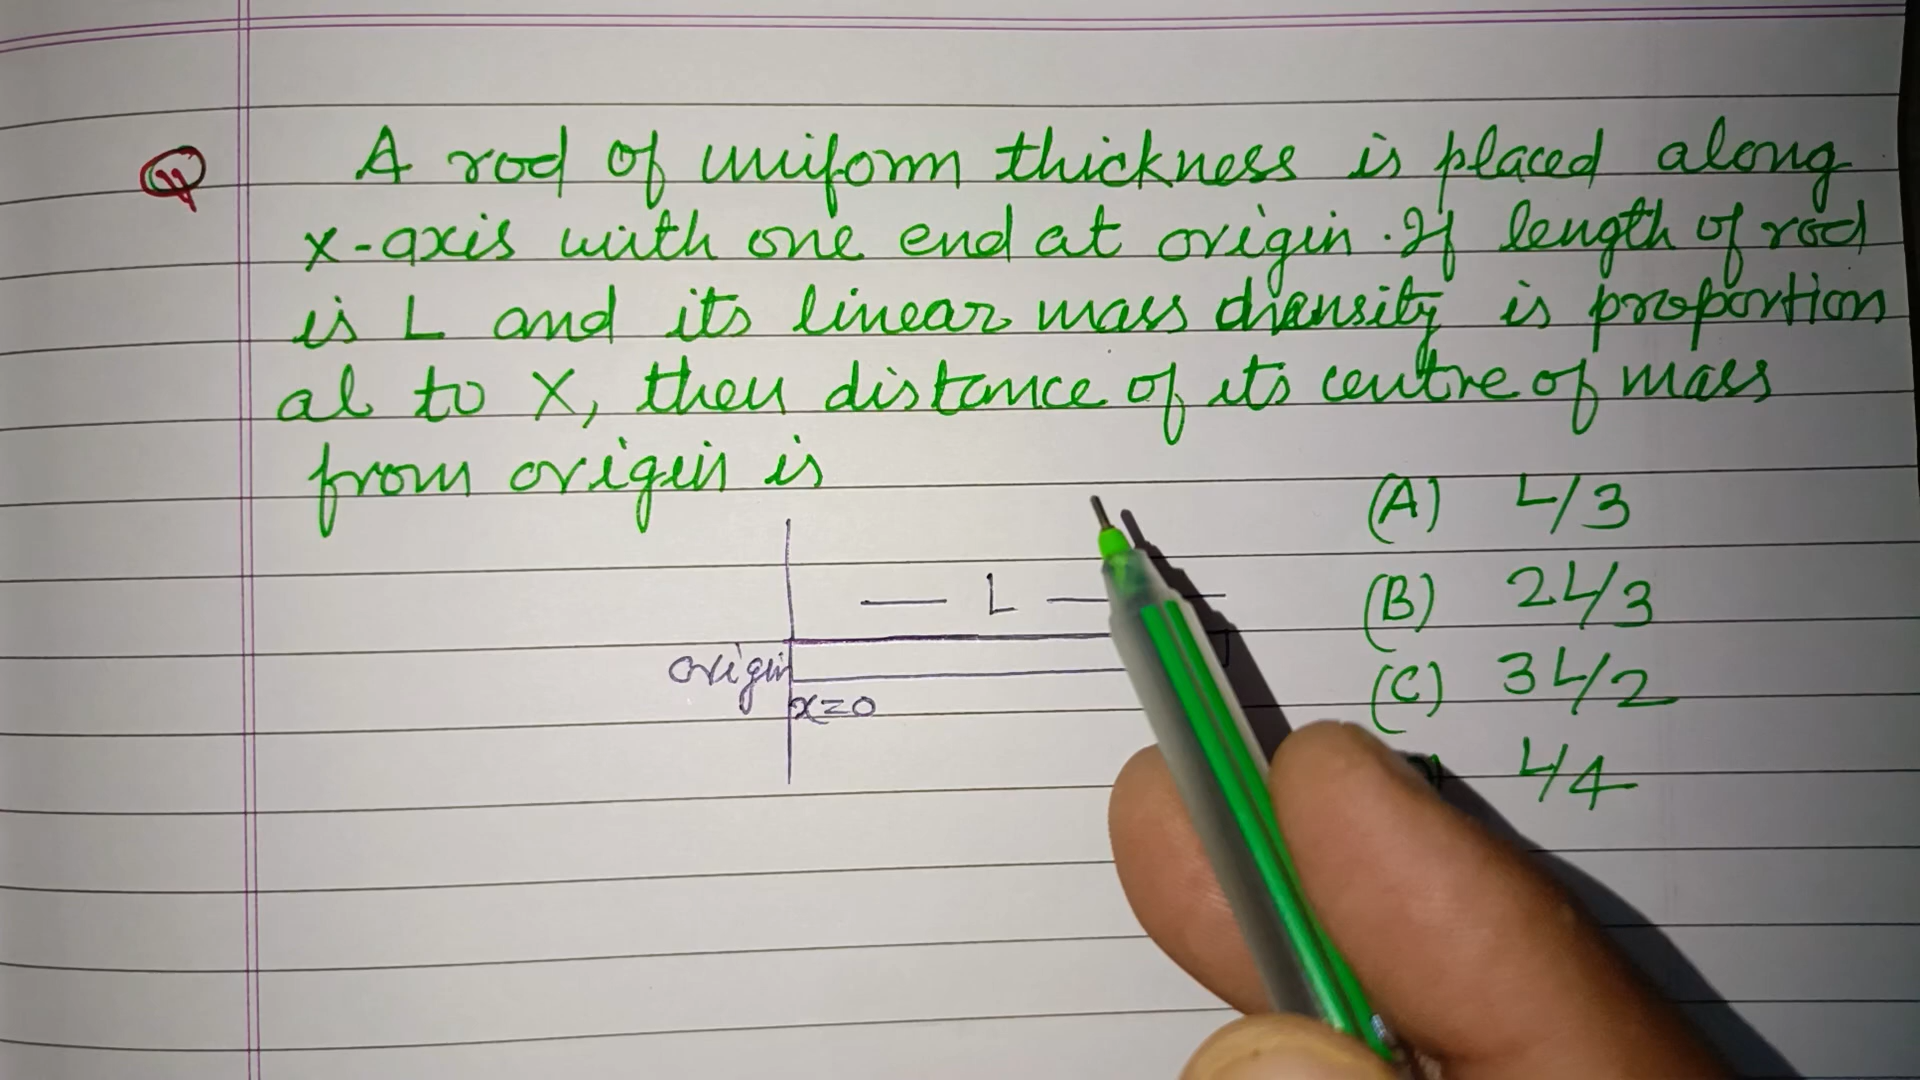 Q
A rod of uniform thickness is placed along
x-axis with one end at origin. If length of rod
is L and its linear mass density is proportion
al to X, then distance of its centre of mass
from origin is
(A) L/3
(B) 2L/3
(C) 3L/2
L/4
L
origin
x=0